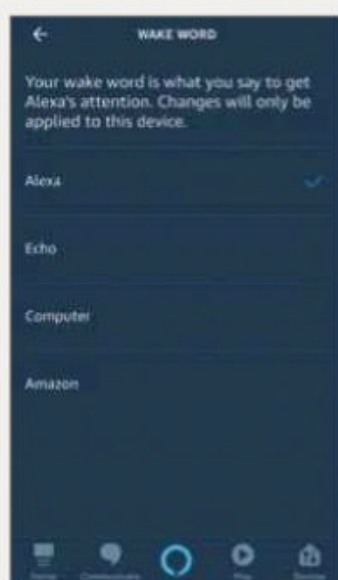 WAKE WORD
Your wake word is what you say to get
Alexa's attention. Changes will only be
applied to this device.
Alexa
Echo
Computer
Amazon